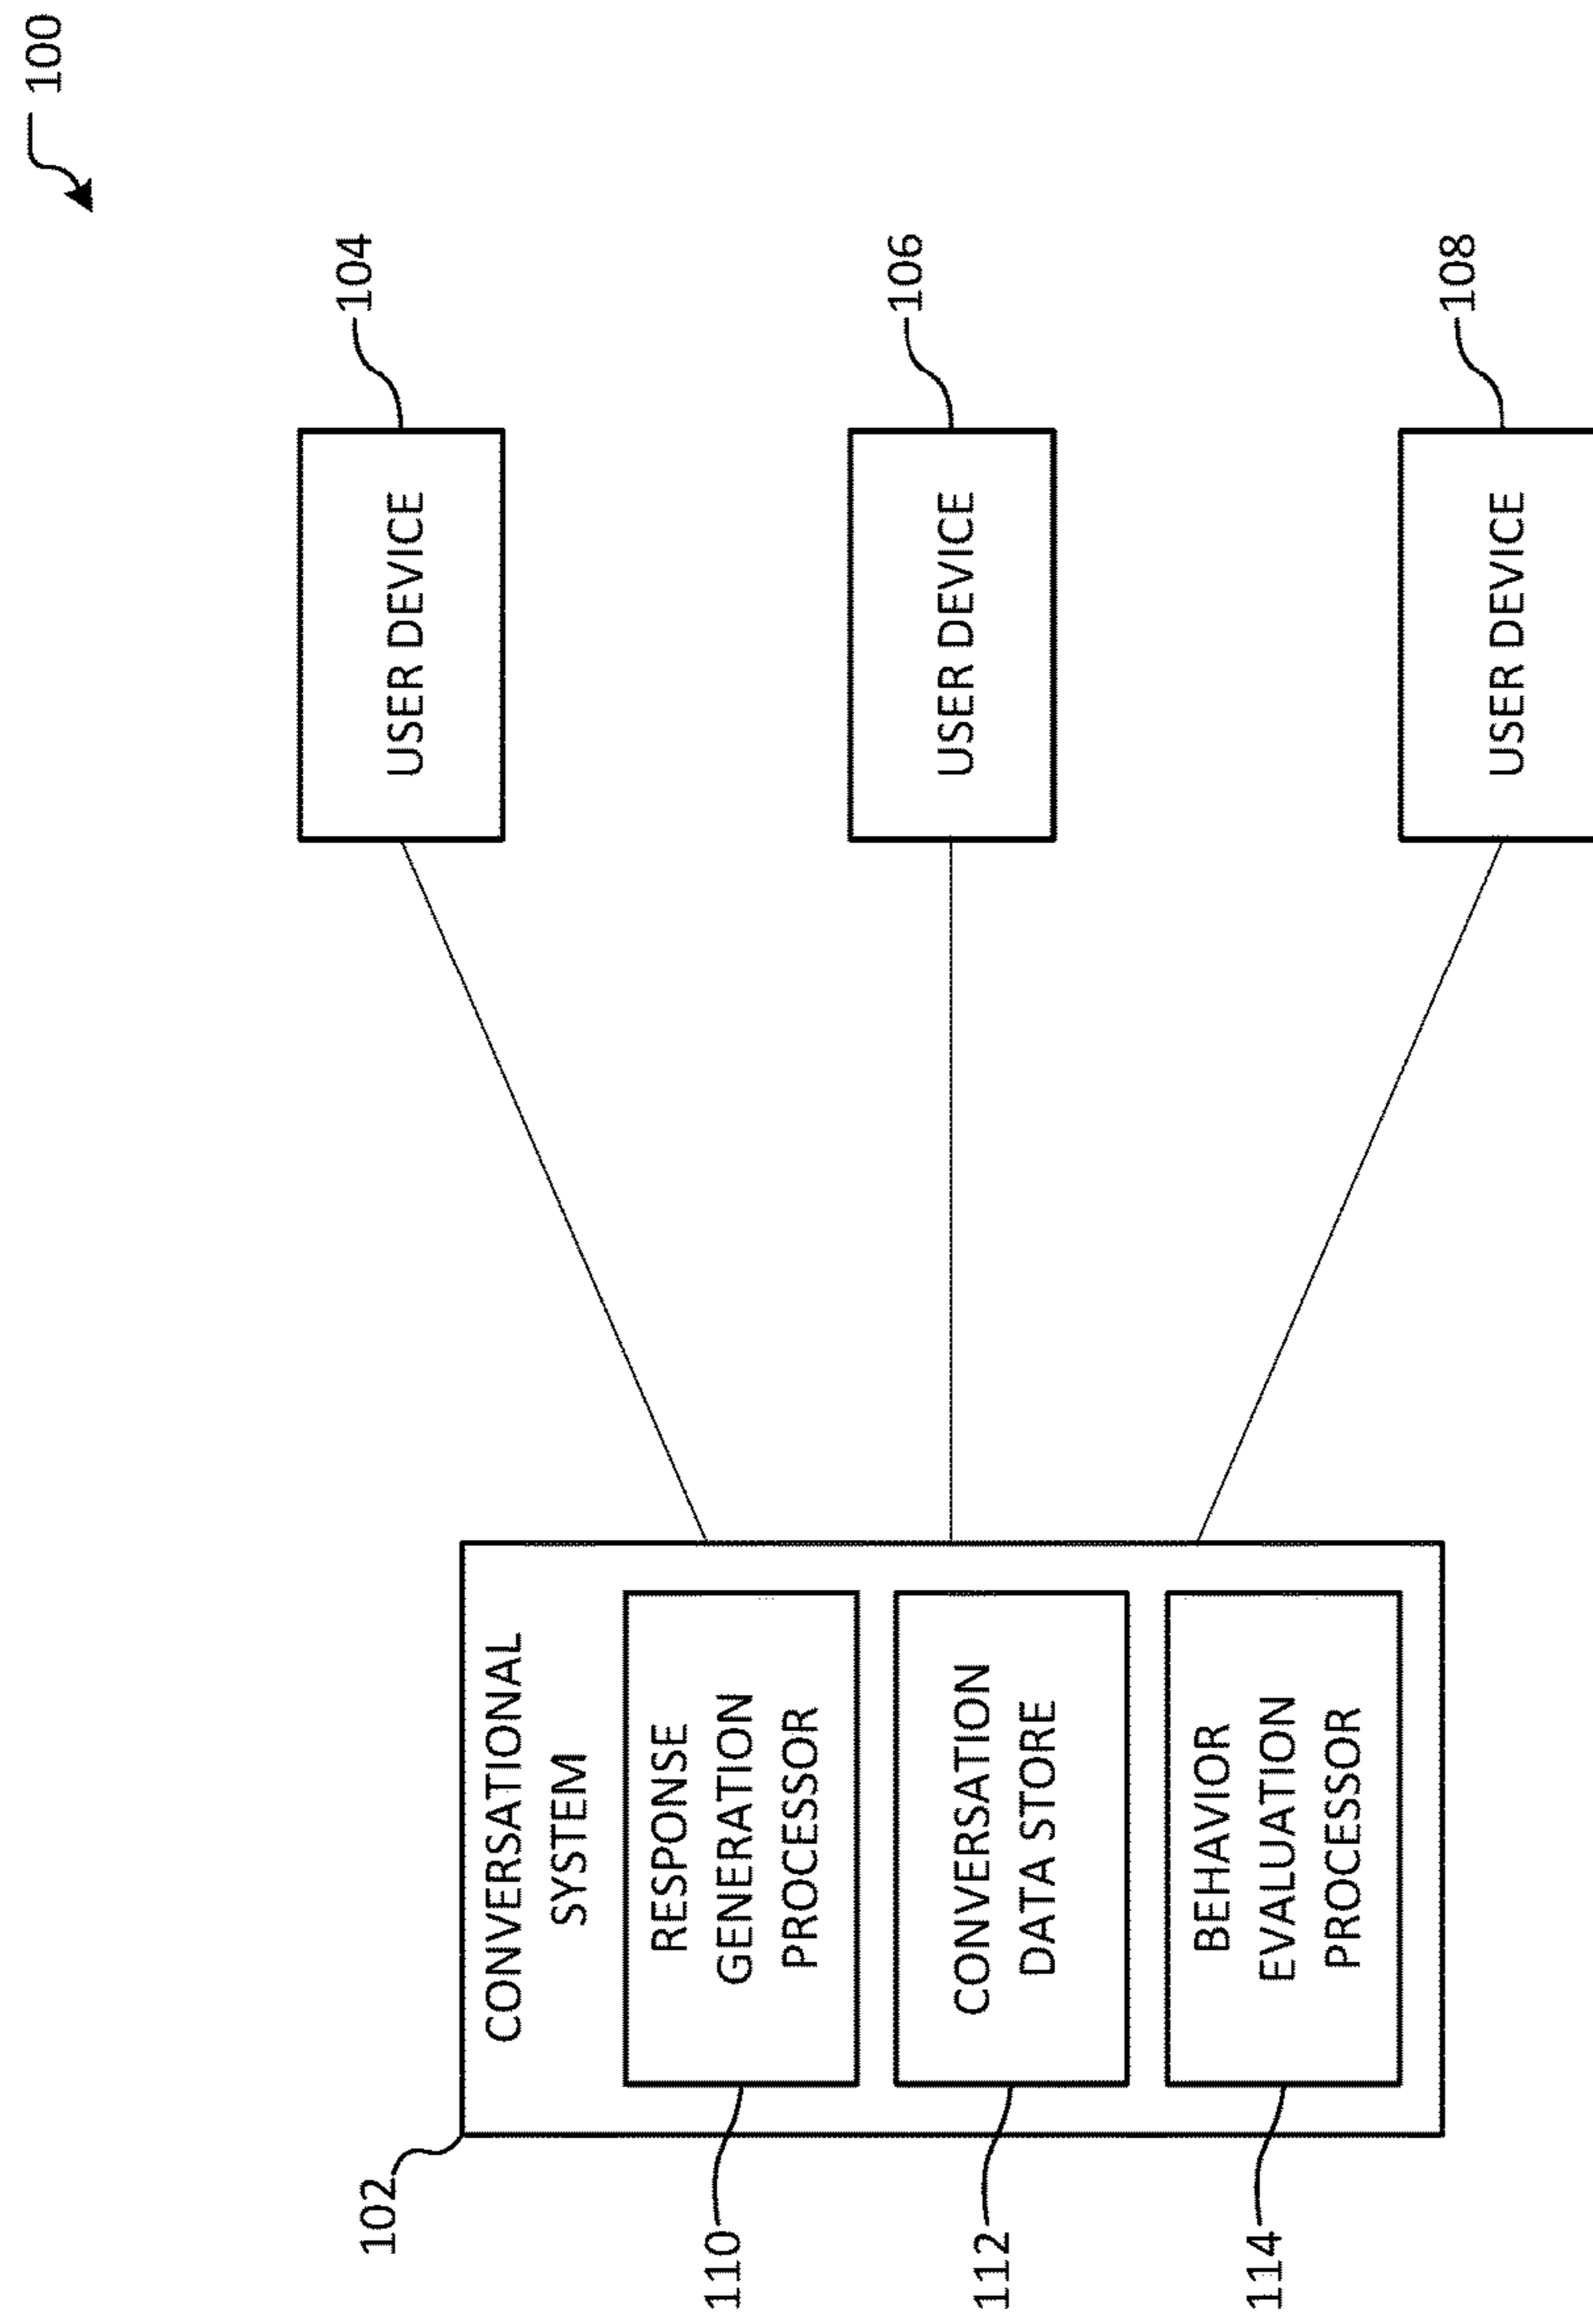 100
102
CONVERSATIONAL
SYSTEM
110
RESPONSE
GENERATION
PROCESSOR
112
CONVERSATION
DATA STORE
114
BEHAVIOR
EVALUATION
PROCESSOR
104
USER DEVICE
106
USER DEVICE
108
USER DEVICE